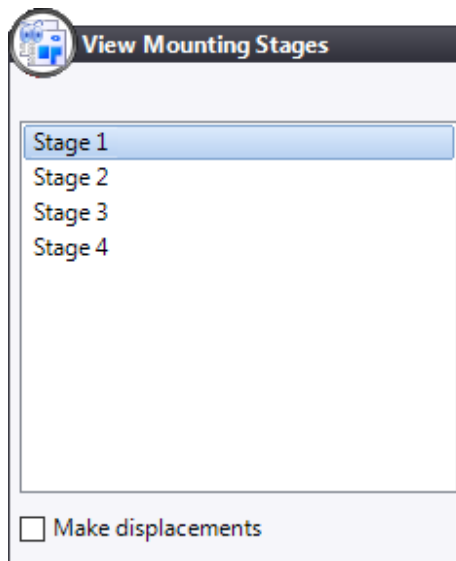 View Mounting Stages
Stage 1
Stage 2
Stage 3
Stage 4
Make displacements